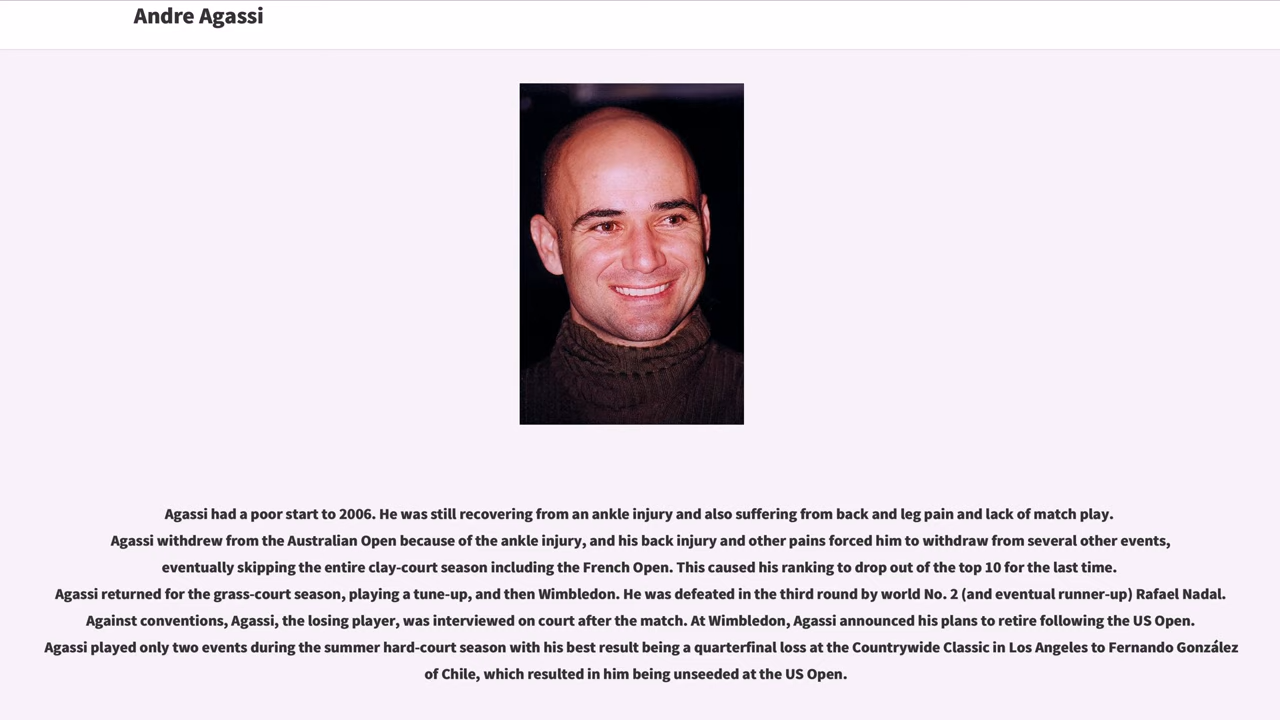 Andre Agassi
Agassi had a poor start to 2006. He was still recovering from an ankle injury and also suffering from back and leg pain and lack of match play.
Agassi withdrew from the Australian Open because of the ankle injury, and his back injury and other pains forced him to withdraw from several other events,
eventually skipping the entire clay-court season including the French Open. This caused his ranking to drop out of the top 10 for the last time.
Agassi returned for the grass-court season, playing a tune-up, and then Wimbledon. He was defeated in the third round by world No. 2 (and eventual runner-up) Rafael Nadal.
Against conventions, Agassi, the losing player, was interviewed on court after the match. At Wimbledon, Agassi announced his plans to retire following the US Open.
Agassi played only two events during the summer hard-court season with his best result being a quarterfinal loss at the Countrywide Classic in Los Angeles to Fernando González
of Chile, which resulted in him being unseeded at the US Open.